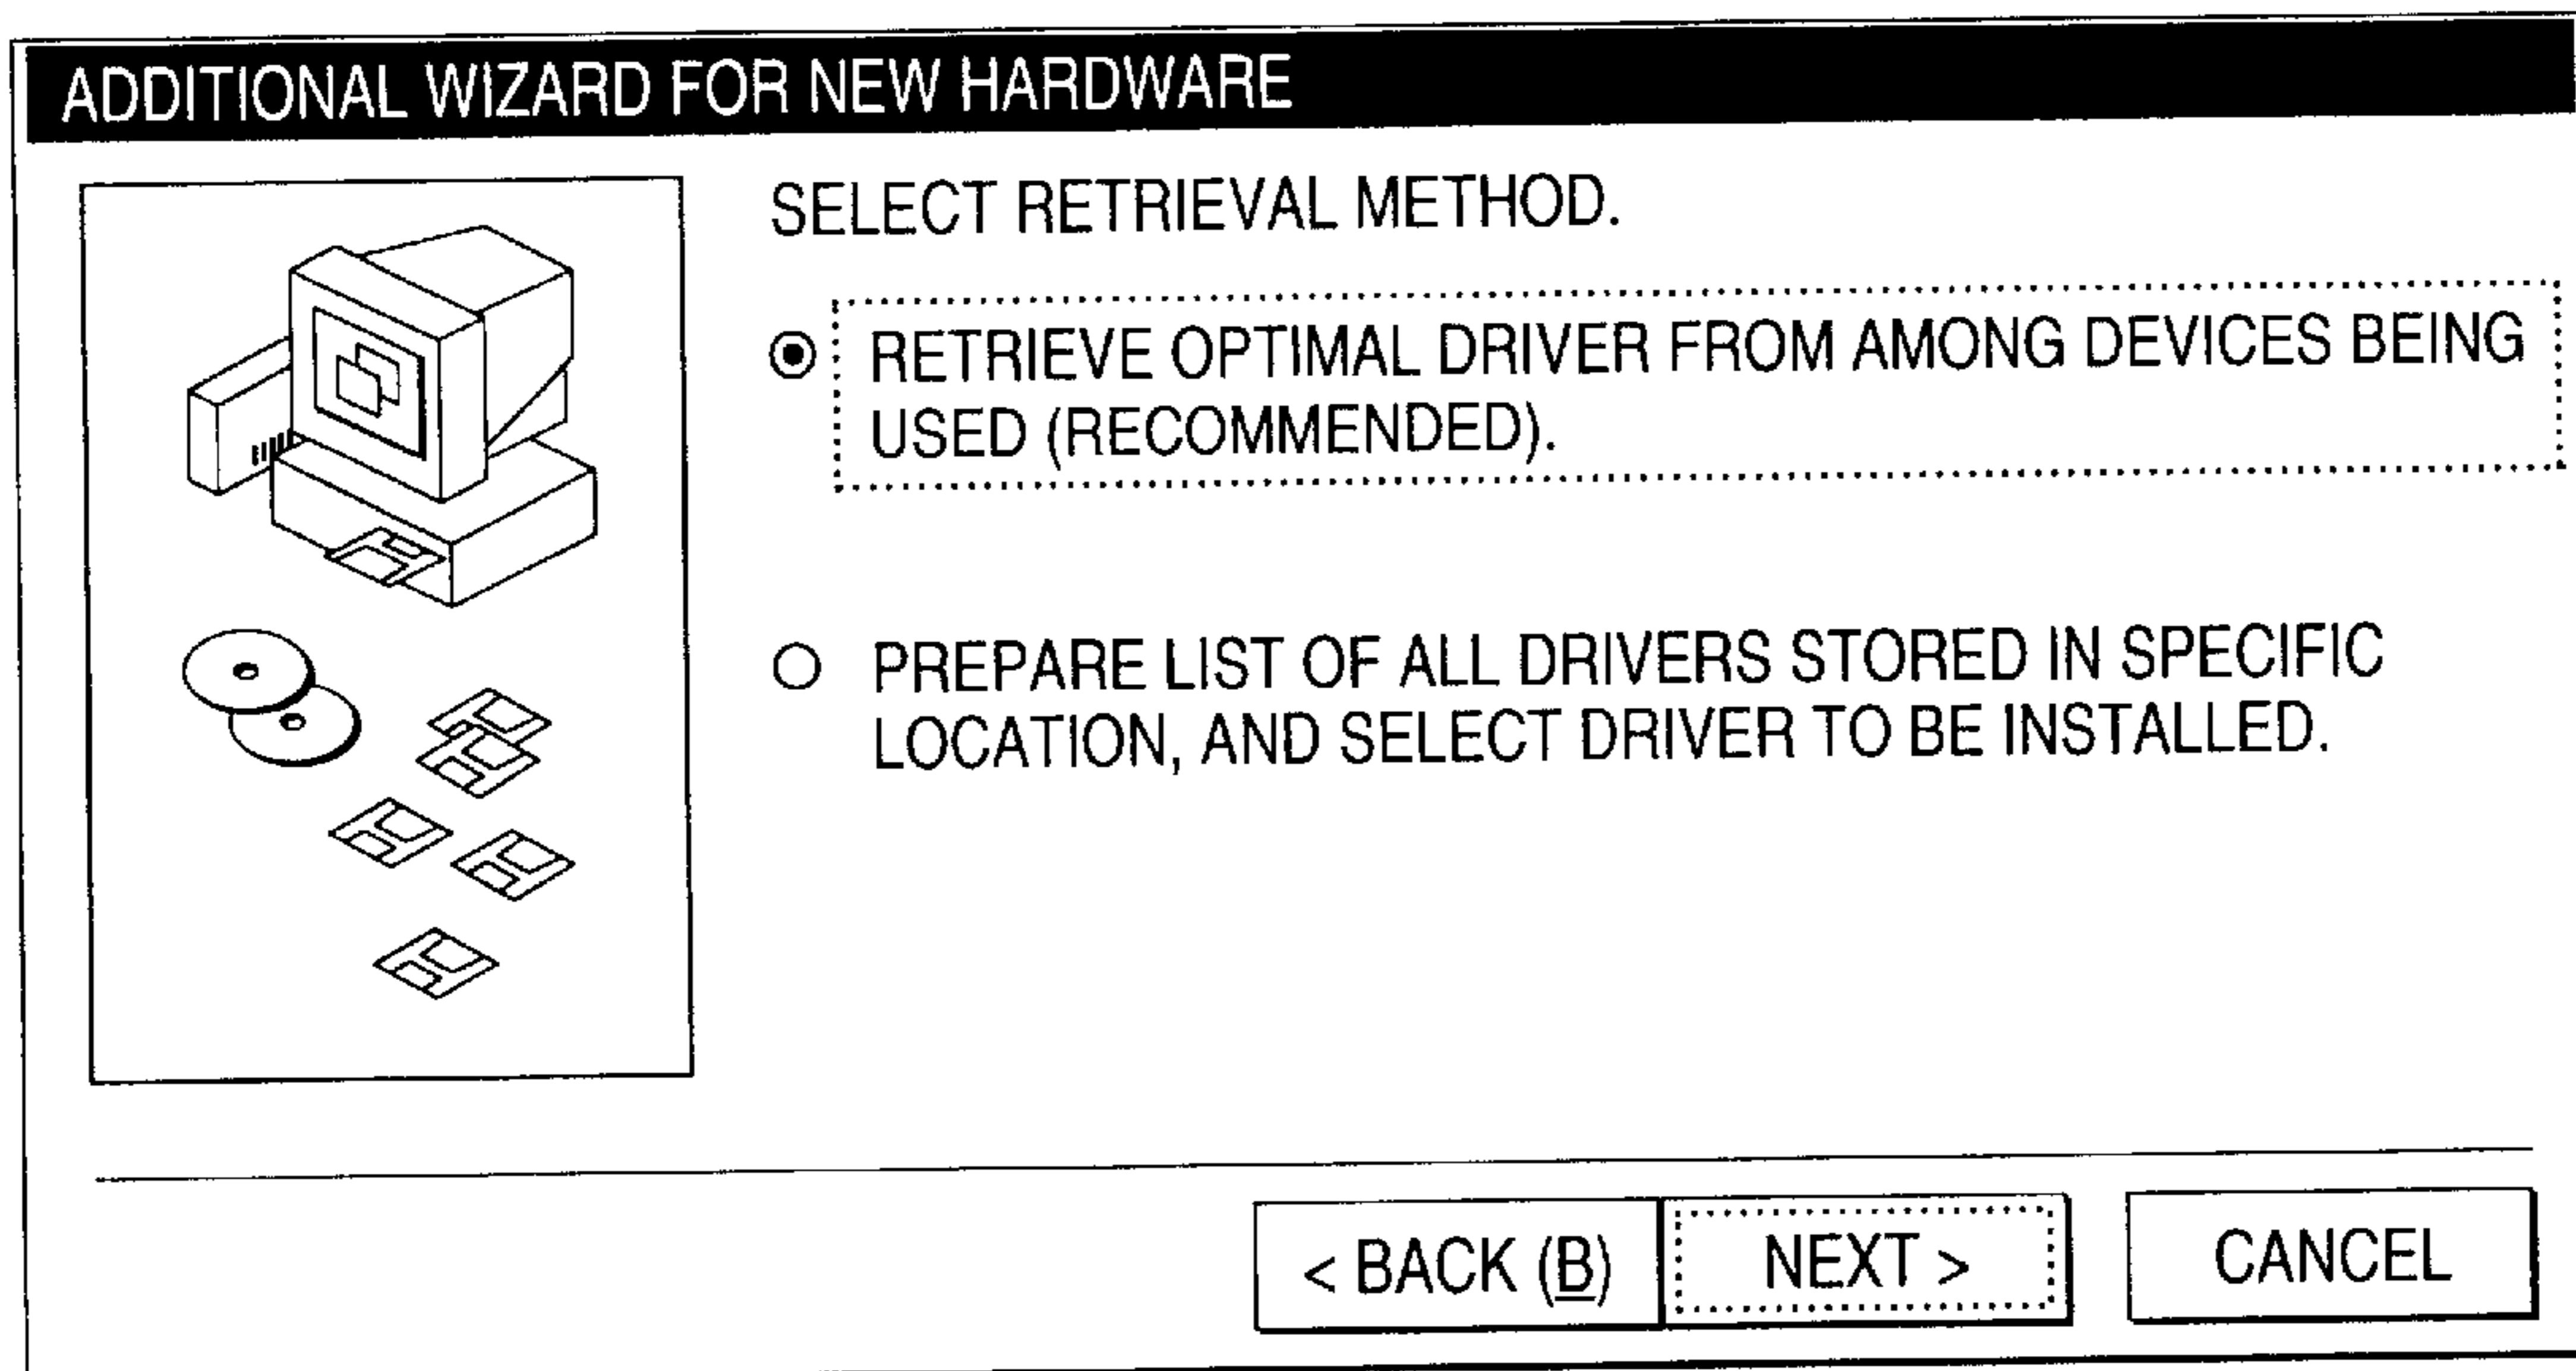 ADDITIONAL WIZARD FOR NEW HARDWARE
SELECT RETRIEVAL METHOD.
RETRIEVE OPTIMAL DRIVER FROM AMONG DEVICES BEING
USED (RECOMMENDED).
PREPARE LIST OF ALL DRIVERS STORED IN SPECIFIC
LOCATION, AND SELECT DRIVER TO BE INSTALLED.
< BACK (B)
NEXT >
CANCEL